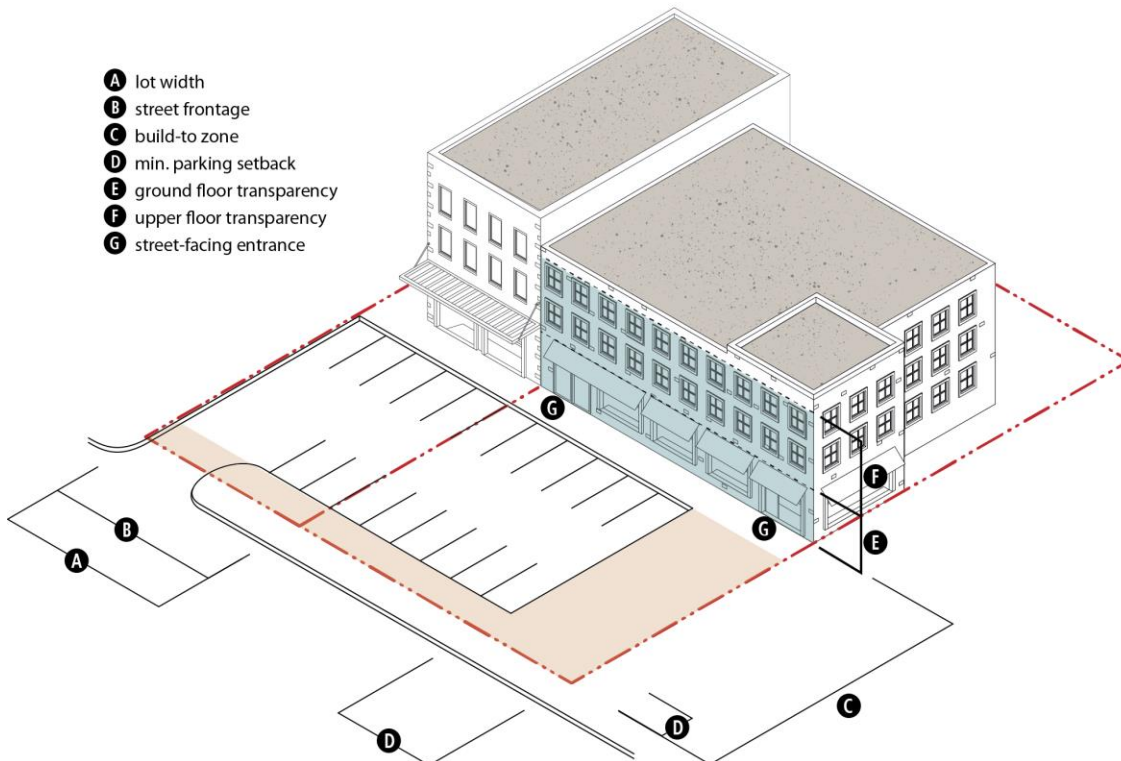 A lot width
B street frontage
C build-to zone
D min. parking setback
E ground floor transparency
F upper floor transparency
G street-facing entrance
G
F
G
E
B
A
C
D
D